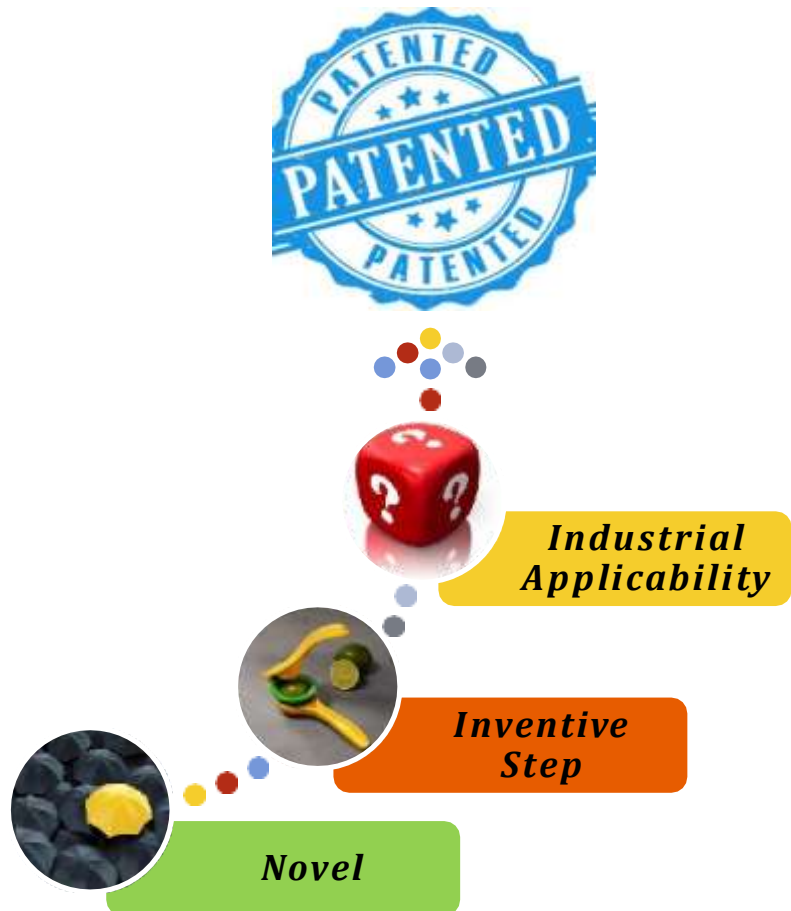 PATENTED
PATENTED
PATENTED
? ? ?
Industrial
Applicability
Inventive
Step
Novel